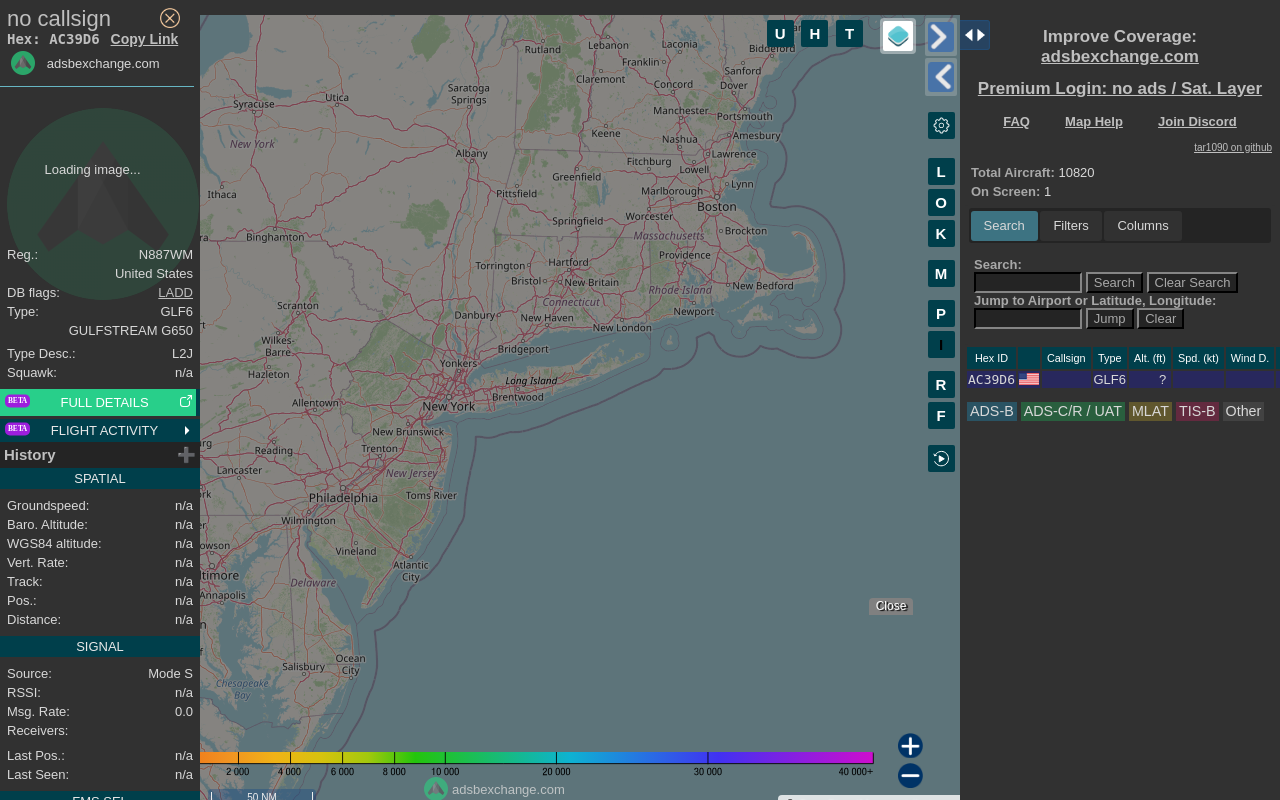 no callsign
Hex: AC39D6 Copy Link
adsbexchange.com
Loading image...
Reg.: N887WM
United States
DB flags: LADD
Type: GLF6
GULFSTREAM G650
Type Desc.: L2J
Squawk: n/a
BETA FULL DETAILS
BETA FLIGHT ACTIVITY
History
SPATIAL
Groundspeed: n/a
Baro. Altitude: n/a
WGS84 altitude: n/a
Vert. Rate: n/a
Track: n/a
Pos.: n/a
Distance: n/a
SIGNAL
Source: Mode S
RSSI: n/a
Msg. Rate: 0.0
Receivers:
Last Pos.: n/a
Last Seen: n/a
FMS SEL
U H T
L
O
K
M
P
I
R
F
Rutland
Lebanon
Laconia
Biddeford
Franklin
Claremont
Concord
Sanford
Dover
Syracuse
Utica
Saratoga
Springs
Manchester
Portsmouth
Keene
Nashua
Amesbury
New York
Albany
Fitchburg
Lawrence
Lowell
Greenfield
Lynn
Ithaca
Pittsfield
Marlborough
Boston
Worcester
Springfield
Brockton
Binghamton
Massachusetts
Providence
Torrington
Hartford
Bristol
New Britain
New Bedford
Rhode Island
Connecticut
Scranton
Danbury
New Haven
Newport
New London
Wilkes-
Barre
Bridgeport
Yonkers
Hazleton
Long Island
Brentwood
Allentown
New York
New Brunswick
Reading
Trenton
Lancaster
New Jersey
Philadelphia
Toms River
Wilmington
Vineland
Atlantic
City
Delaware
Annapolis
Ocean
City
Salisbury
Chesapeake
Bay
Close
2 000 4 000 6 000 8 000 10 000 20 000 30 000 40 000+
adsbexchange.com
50 NM
Improve Coverage:
adsbexchange.com
Premium Login: no ads / Sat. Layer
FAQ Map Help Join Discord
tar1090 on github
Total Aircraft: 10820
On Screen: 1
Search Filters Columns
Search:
Search Clear Search
Jump to Airport or Latitude, Longitude:
Jump Clear
Hex ID Callsign Type Alt. (ft) Spd. (kt) Wind D.
AC39D6 GLF6 ?
ADS-B ADS-C/R / UAT MLAT TIS-B Other